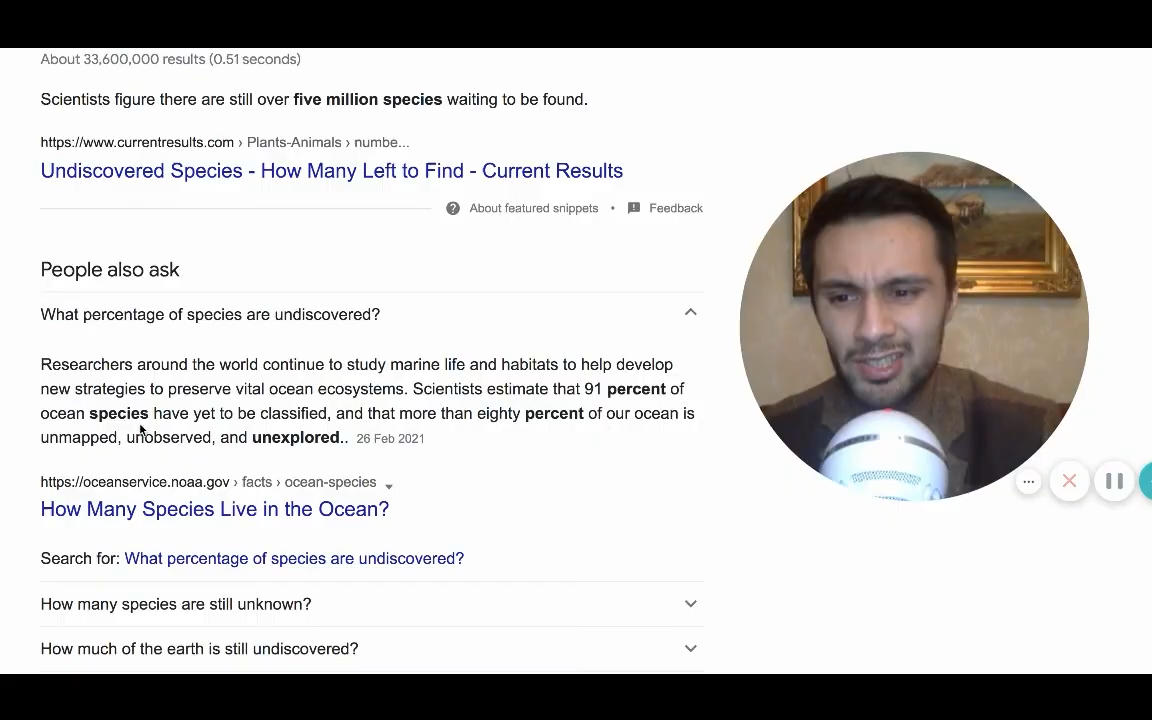 About 33,600,000 results (0.51 seconds)
Scientists figure there are still over five million species waiting to be found.
https://www.currentresults.com › Plants-Animals › numbe...
Undiscovered Species - How Many Left to Find - Current Results
About featured snippets • Feedback
People also ask
What percentage of species are undiscovered?
Researchers around the world continue to study marine life and habitats to help develop
new strategies to preserve vital ocean ecosystems. Scientists estimate that 91 percent of
ocean species have yet to be classified, and that more than eighty percent of our ocean is
unmapped, unobserved, and unexplored.. 26 Feb 2021
https://oceanservice.noaa.gov › facts › ocean-species
How Many Species Live in the Ocean?
Search for: What percentage of species are undiscovered?
How many species are still unknown?
How much of the earth is still undiscovered?